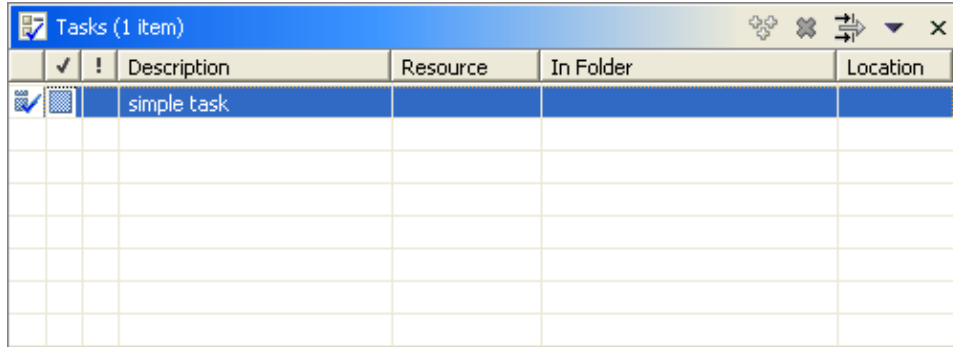 Tasks (1 item)
! Description Resource In Folder Location
simple task